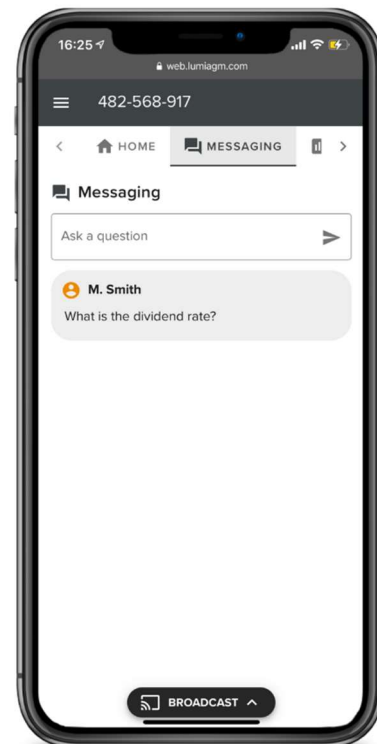 16:25
web.lumiagm.com
482-568-917
HOME
MESSAGING
Messaging
Ask a question
M. Smith
What is the dividend rate?
BROADCAST